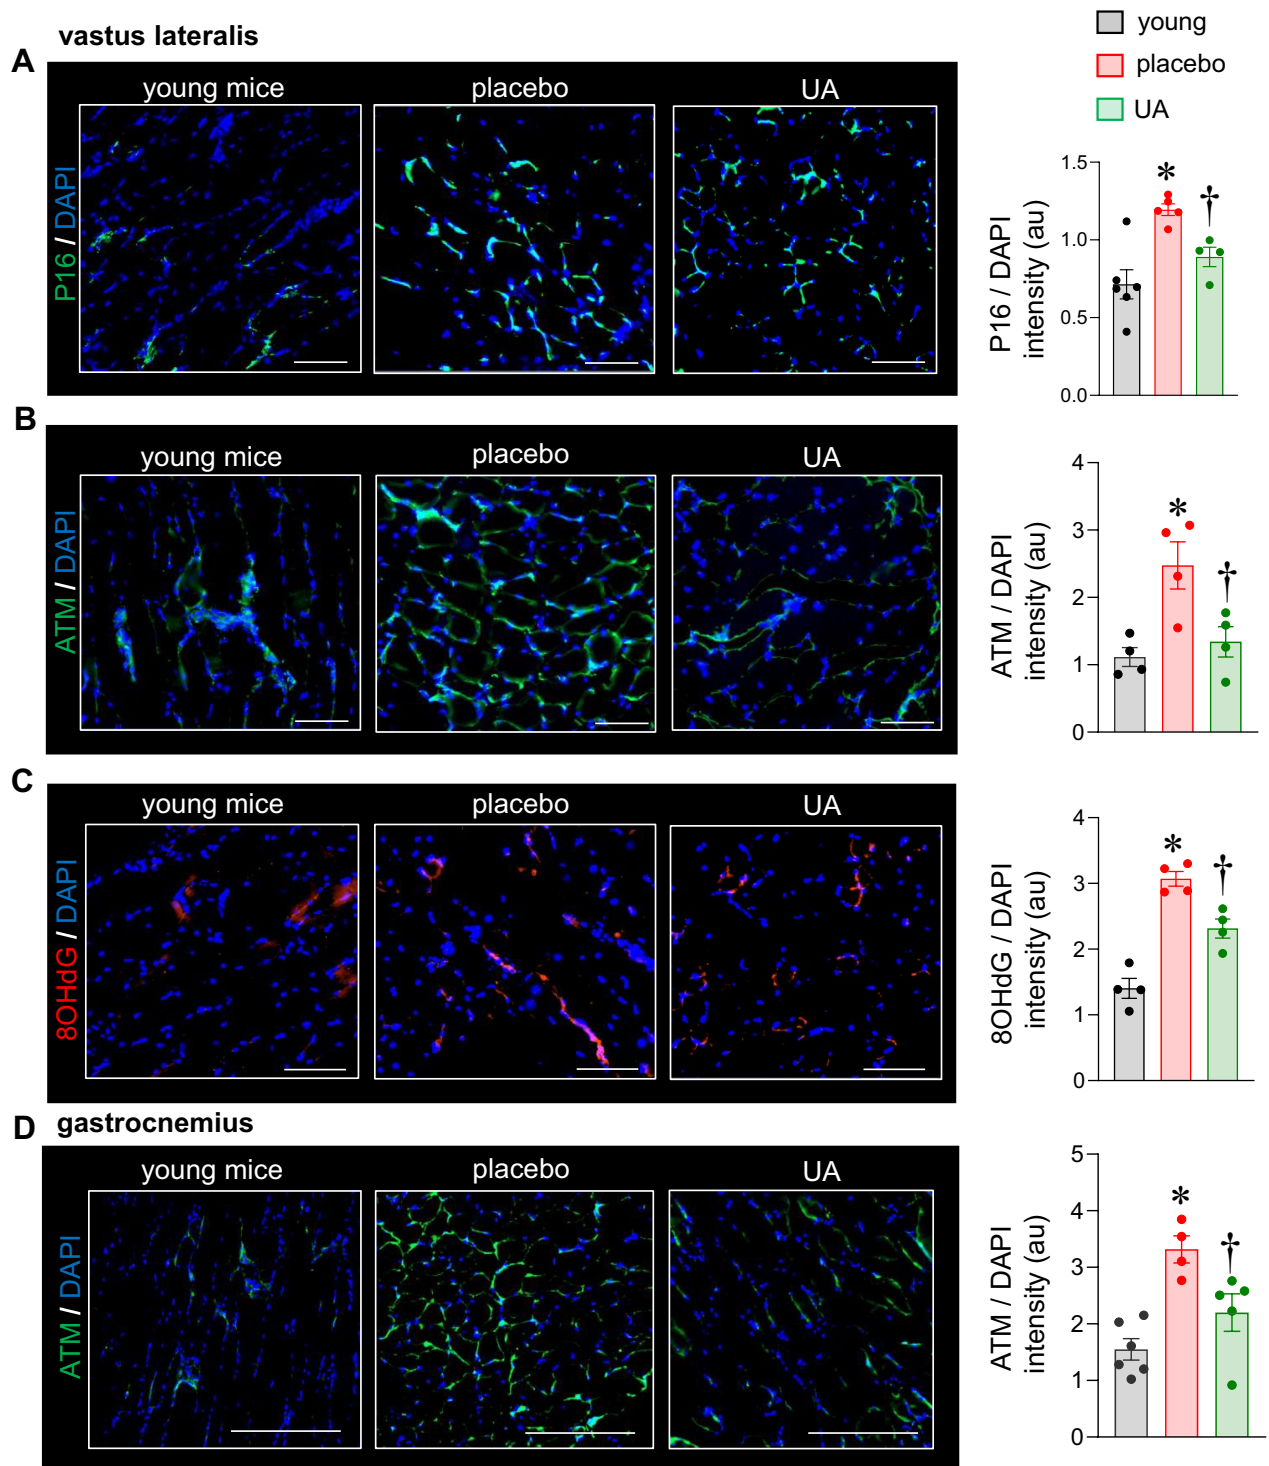 vastus lateralis
young
placebo
UA
A
young mice
placebo
UA
P16 / DAPI
P16 / DAPI
intensity (au)
1.5
1.0
0.5
0.0
*
†
B
young mice
placebo
UA
ATM / DAPI
ATM / DAPI
intensity (au)
4
3
2
1
0
*
†
C
young mice
placebo
UA
8OHdG / DAPI
8OHdG / DAPI
intensity (au)
4
3
2
1
0
*
†
D gastrocnemius
young mice
placebo
UA
ATM / DAPI
ATM / DAPI
intensity (au)
5
4
3
2
1
0
*
†